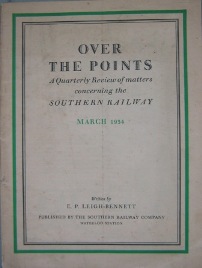 OVER
THE POINTS
A Quarterly Review of matters
concerning the
SOUTHERN RAILWAY
MARCH 1934
Written by
E. P. LEIGH-BENNETT
PUBLISHED BY THE SOUTHERN RAILWAY COMPANY
WATERLOO STATION